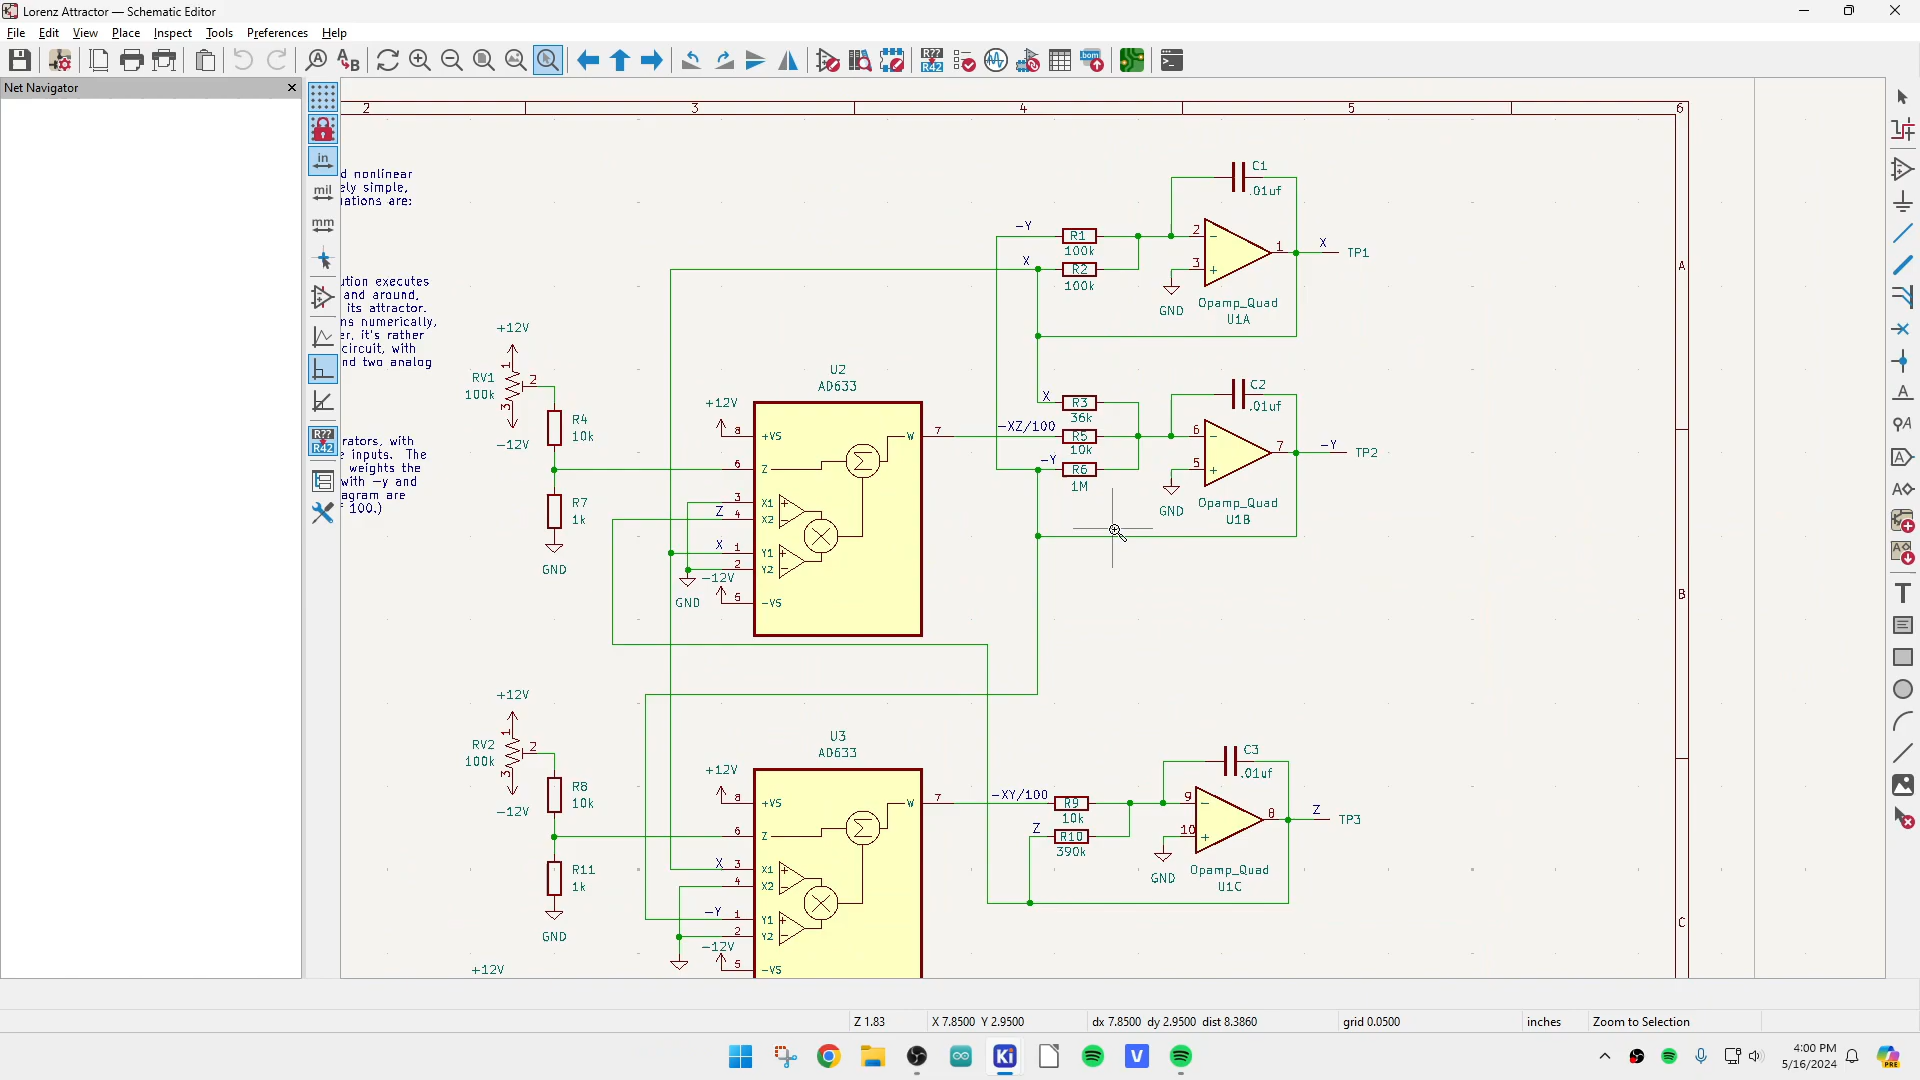 Lorenz Attractor — Schematic Editor
File Edit View Place Inspect Tools Preferences Help
Net Navigator
in
mil
mm
R??
R42
2 3 4 5 6
A
B
C
d nonlinear
ely simple,
ations are:
ution executes
and around,
its attractor.
ns numerically,
er, it's rather
circuit, with
nd two analog
rators, with
inputs. The
weights the
with —y and
agram are
100.)
C1
.01uf
—Y
R1
100k
X
R2
100k
2
3
1
X
TP1
GND
Opamp_Quad
U1A
+12V
RV1
100k
1
2
3
—12V
R4
10k
R7
1k
GND
U2
AD633
+12V
8 +VS
6 Z
3 X1
Z 4 X2
X 1 Y1
2 Y2
—12V
5 —VS
GND
W 7
C2
.01uf
X
R3
36k
—XZ/100
R5
10k
—Y
R6
1M
6
5
7
—Y
TP2
GND
Opamp_Quad
U1B
+12V
RV2
100k
1
2
3
—12V
R8
10k
R11
1k
GND
+12V
U3
AD633
+12V
8 +VS
6 Z
X 3 X1
4 X2
—Y 1 Y1
2 Y2
—12V
5 —VS
W 7
C3
.01uf
—XY/100
R9
10k
Z
R10
390k
9
10
8
Z
TP3
GND
Opamp_Quad
U1C
Z 1.83
X 7.8500 Y 2.9500
dx 7.8500 dy 2.9500 dist 8.3860
grid 0.0500
inches
Zoom to Selection
4:00 PM
5/16/2024